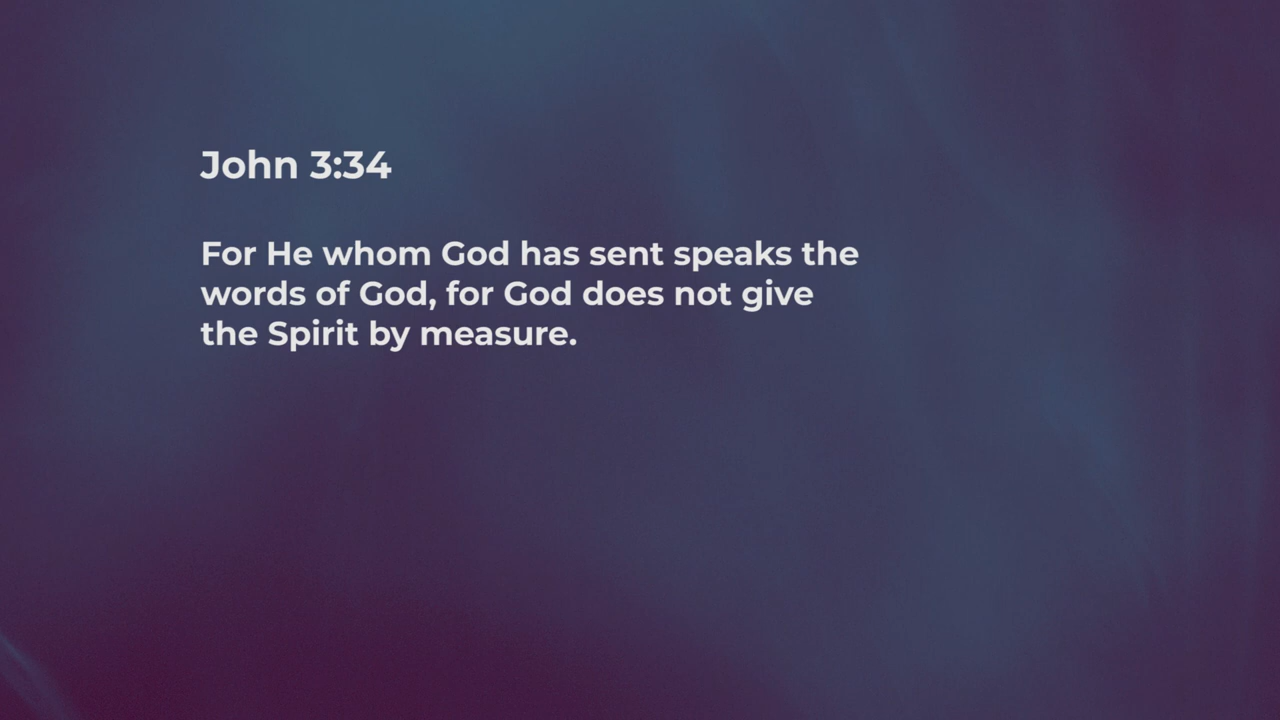 John 3:34
For He whom God has sent speaks the
words of God, for God does not give
the Spirit by measure.